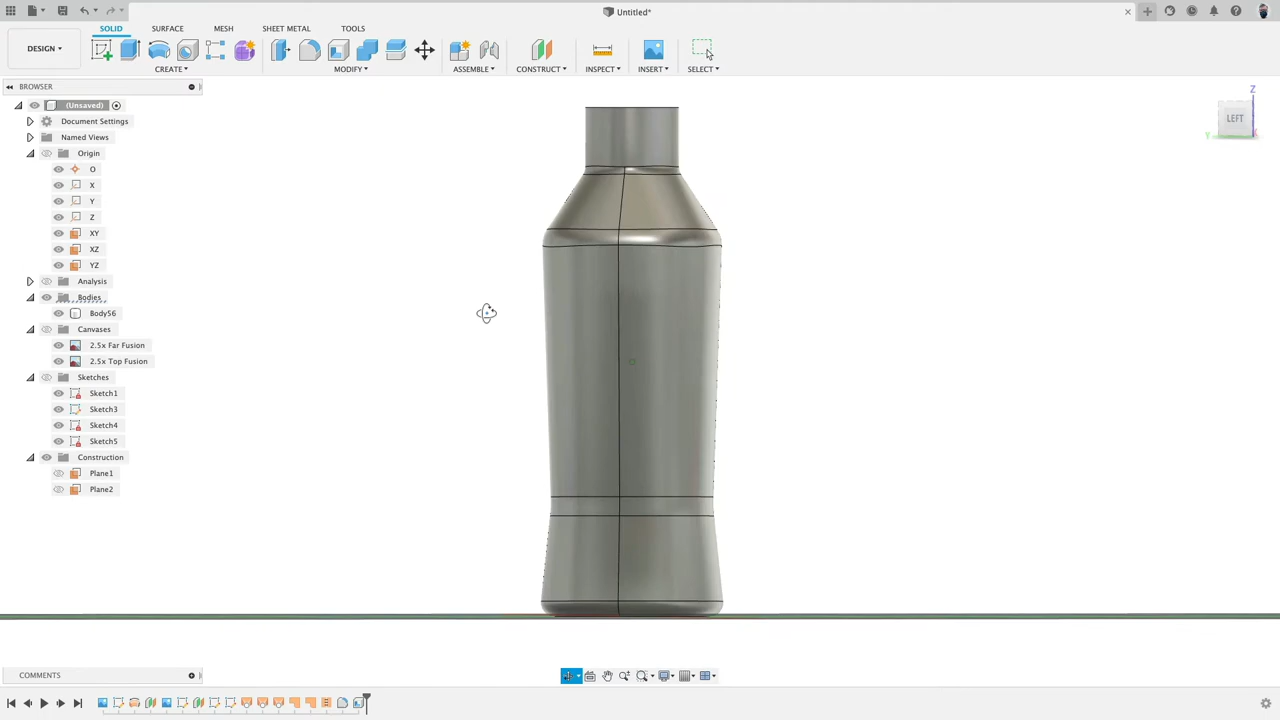 Untitled*
DESIGN
SOLID
SURFACE
MESH
SHEET METAL
TOOLS
CREATE
MODIFY
ASSEMBLE
CONSTRUCT
INSPECT
INSERT
SELECT
BROWSER
(Unsaved)
Document Settings
Named Views
Origin
O
X
Y
Z
XY
XZ
YZ
Analysis
Bodies
Body56
Canvases
2.5x Far Fusion
2.5x Top Fusion
Sketches
Sketch1
Sketch3
Sketch4
Sketch5
Construction
Plane1
Plane2
Z
LEFT
Y
X
COMMENTS